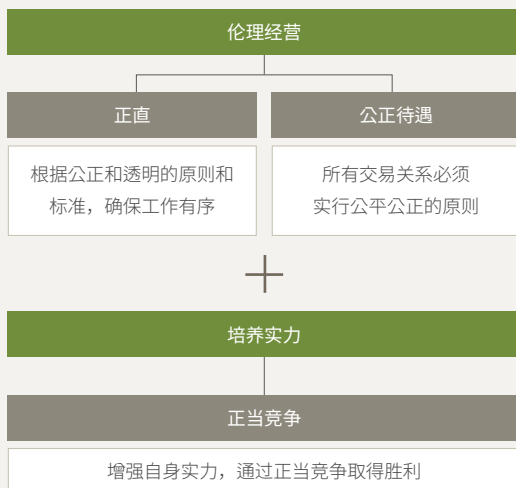 伦理经营
正直
公正待遇
根据公正和透明的原则和
标准，确保工作有序
所有交易关系必须
实行公平公正的原则
培养实力
正当竞争
增强自身实力，通过正当竞争取得胜利